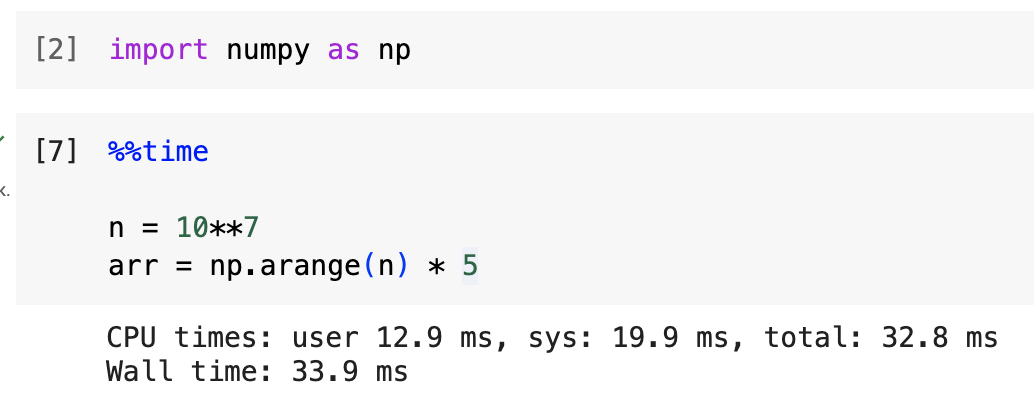 [2] import numpy as np
[7] %%time
n = 10**7
arr = np.arange(n) * 5
CPU times: user 12.9 ms, sys: 19.9 ms, total: 32.8 ms
Wall time: 33.9 ms